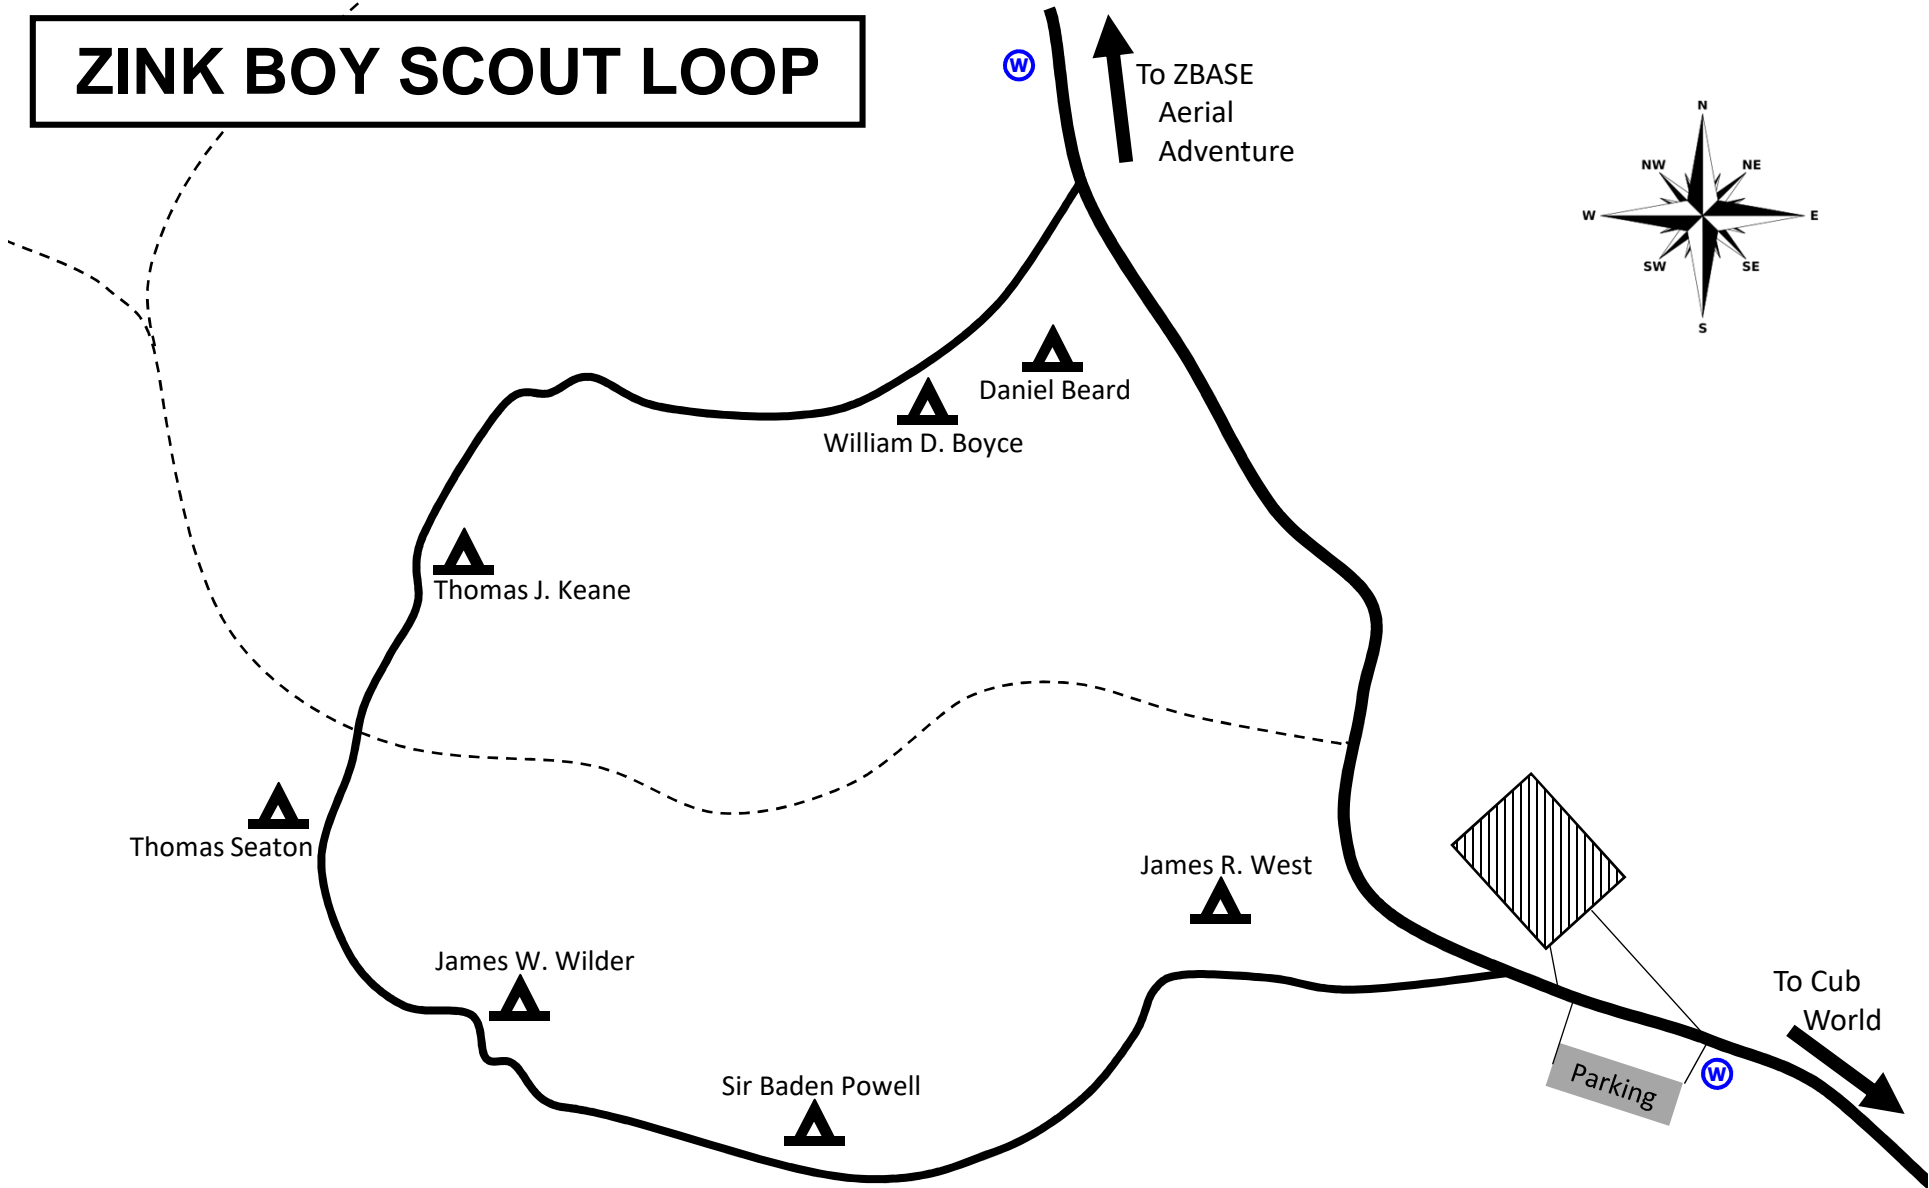 ZINK BOY SCOUT LOOP
W
To ZBASE
Aerial
Adventure
N
NW
NE
W
E
SW
SE
S
Daniel Beard
William D. Boyce
Thomas J. Keane
Thomas Seaton
James R. West
James W. Wilder
To Cub
World
Sir Baden Powell
Parking
W